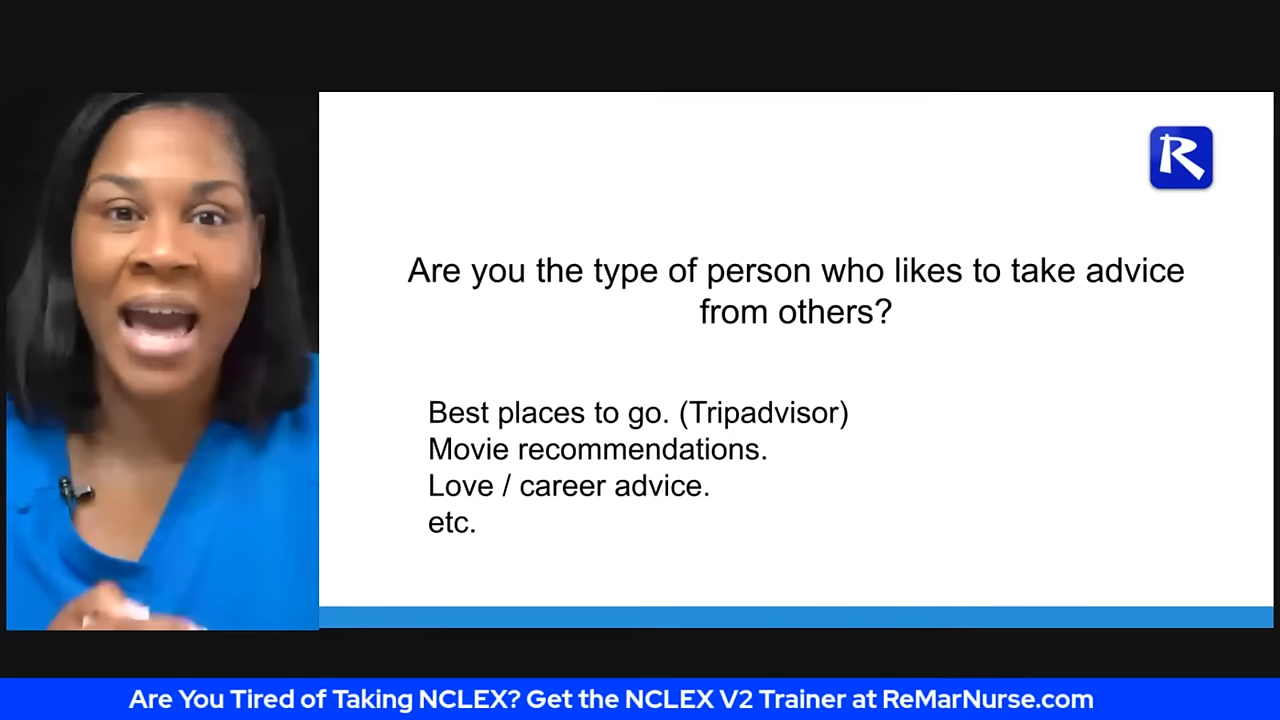 R
Are you the type of person who likes to take advice
from others?
Best places to go. (Tripadvisor)
Movie recommendations.
Love / career advice.
etc.
Are You Tired of Taking NCLEX? Get the NCLEX V2 Trainer at ReMarNurse.com